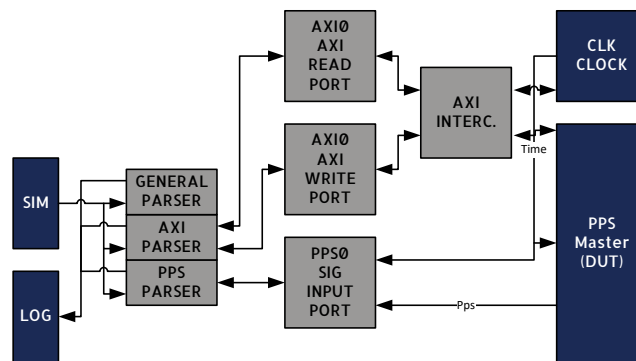 AXI0
AXI
READ
PORT
CLK
CLOCK
AXI
INTERC.
AXI0
AXI
WRITE
PORT
Time
SIM
GENERAL
PARSER
AXI
PARSER
PPS
PARSER
PPS0
SIG
INPUT
PORT
PPS
Master
(DUT)
LOG
Pps